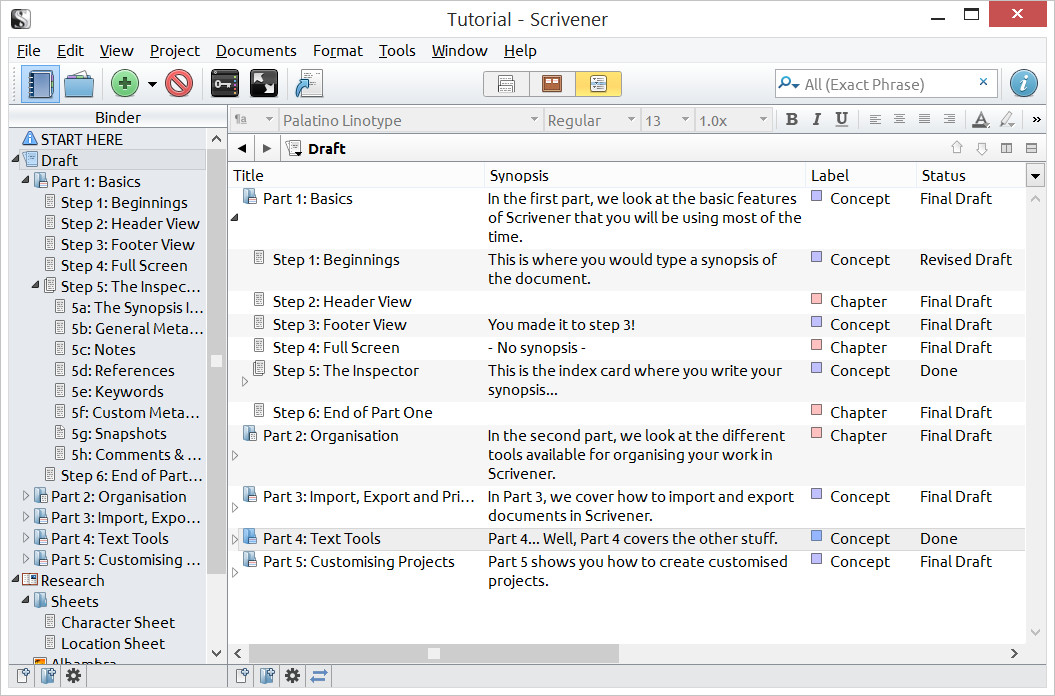 Tutorial - Scrivener
File Edit View Project Documents Format Tools Window Help
All (Exact Phrase)
Binder
Palatino Linotype Regular 13 1.0x B I U A
START HERE
Draft
Part 1: Basics
Step 1: Beginnings
Step 2: Header View
Step 3: Footer View
Step 4: Full Screen
Step 5: The Inspec...
5a: The Synopsis I...
5b: General Meta...
5c: Notes
5d: References
5e: Keywords
5f: Custom Meta...
5g: Snapshots
5h: Comments & ...
Step 6: End of Part...
Part 2: Organisation
Part 3: Import, Expo...
Part 4: Text Tools
Part 5: Customising ...
Research
Sheets
Character Sheet
Location Sheet
Alhambra
Draft
Title Synopsis Label Status
Part 1: Basics In the first part, we look at the basic features Concept Final Draft
of Scrivener that you will be using most of the
time.
Step 1: Beginnings This is where you would type a synopsis of Concept Revised Draft
the document.
Step 2: Header View Chapter Final Draft
Step 3: Footer View You made it to step 3! Concept Final Draft
Step 4: Full Screen - No synopsis - Chapter Final Draft
Step 5: The Inspector This is the index card where you write your Concept Done
synopsis...
Step 6: End of Part One Chapter Final Draft
Part 2: Organisation In the second part, we look at the different Chapter Final Draft
tools available for organising your work in
Scrivener.
Part 3: Import, Export and Pri... In Part 3, we cover how to import and export Concept Final Draft
documents in Scrivener.
Part 4: Text Tools Part 4... Well, Part 4 covers the other stuff. Concept Done
Part 5: Customising Projects Part 5 shows you how to create customised Concept Final Draft
projects.